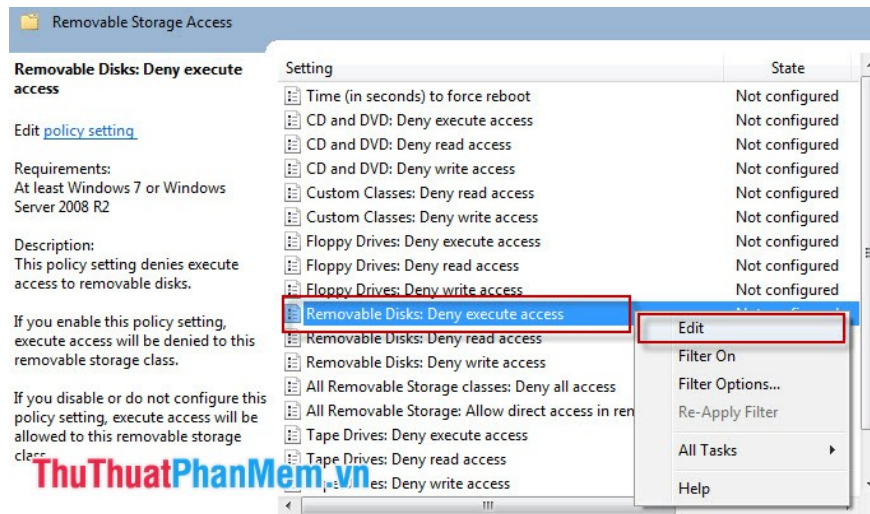 Removable Storage Access
Removable Disks: Deny execute
access
Edit policy setting
Requirements:
At least Windows 7 or Windows
Server 2008 R2
Description:
This policy setting denies execute
access to removable disks.
If you enable this policy setting,
execute access will be denied to this
removable storage class.
If you disable or do not configure this
policy setting, execute access will be
allowed to this removable storage
class.
Setting State
Time (in seconds) to force reboot Not configured
CD and DVD: Deny execute access Not configured
CD and DVD: Deny read access Not configured
CD and DVD: Deny write access Not configured
Custom Classes: Deny read access Not configured
Custom Classes: Deny write access Not configured
Floppy Drives: Deny execute access Not configured
Floppy Drives: Deny read access Not configured
Floppy Drives: Deny write access Not configured
Removable Disks: Deny execute access
Removable Disks: Deny read access
Removable Disks: Deny write access
All Removable Storage classes: Deny all access
All Removable Storage: Allow direct access in ren
Tape Drives: Deny execute access
Tape Drives: Deny read access
es: Deny write access
Edit
Filter On
Filter Options...
Re-Apply Filter
All Tasks
Help
ThuThuatPhanMem.vn